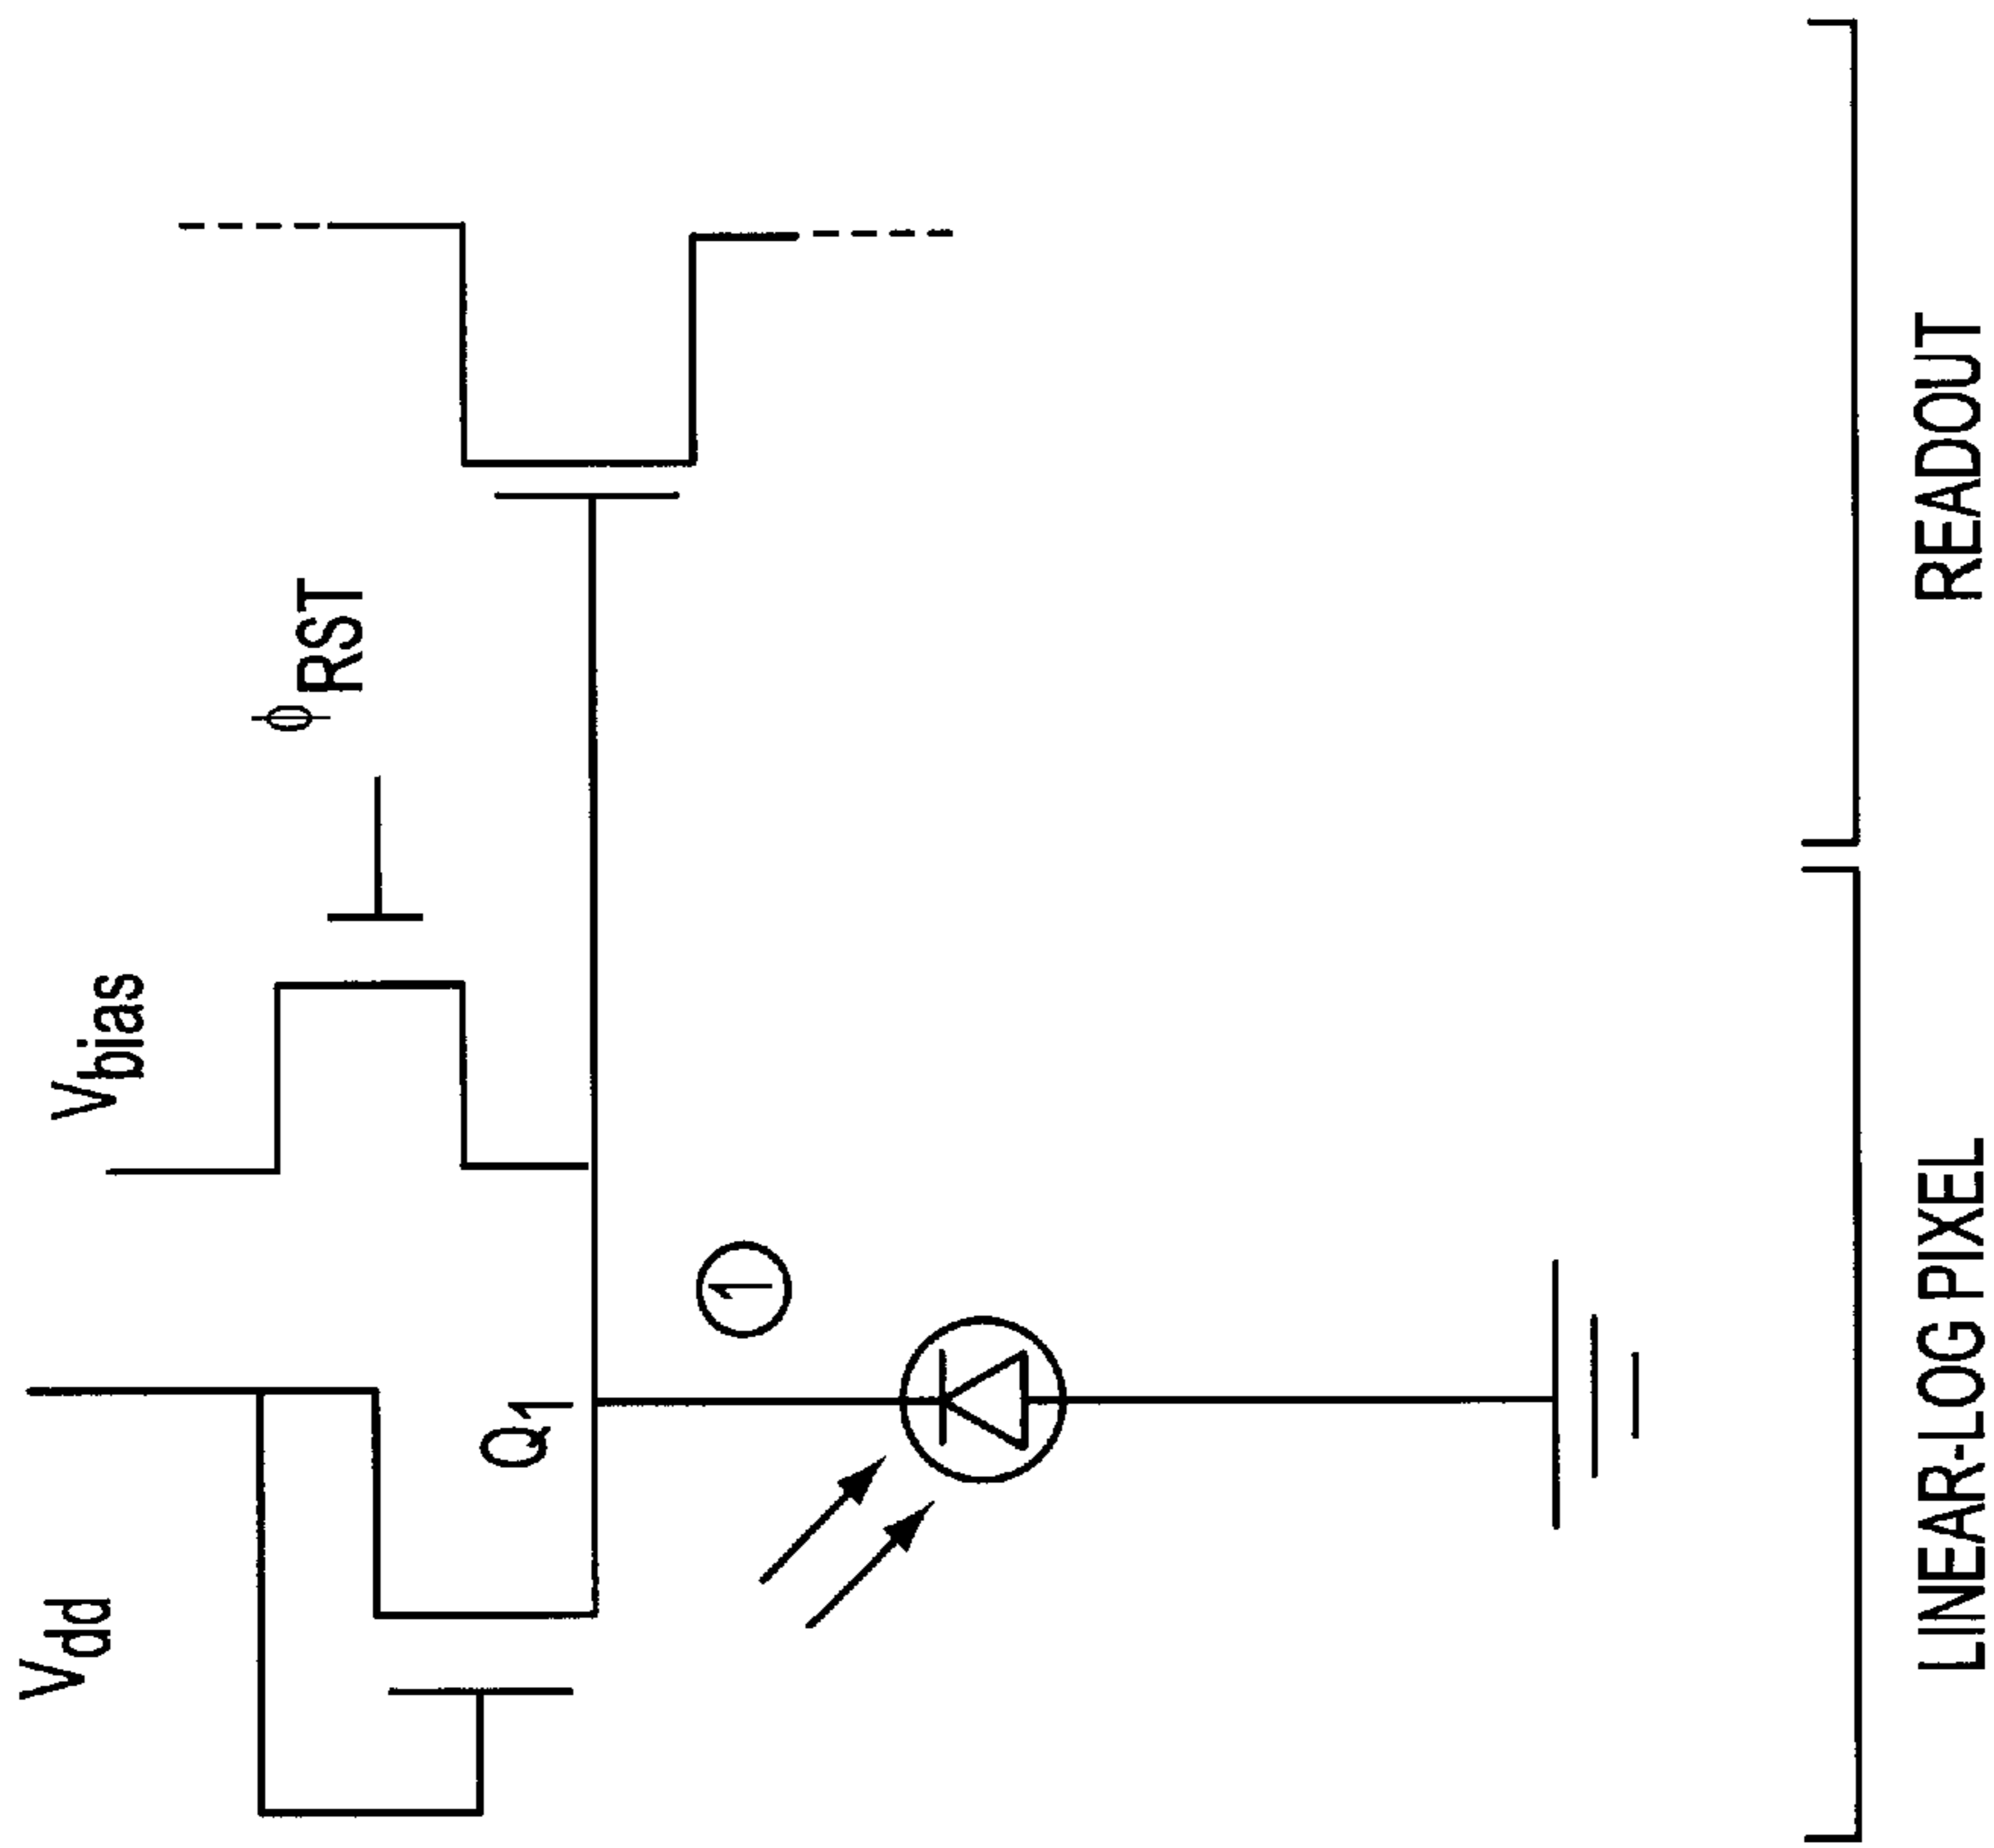 Vdd
Vbias
ϕRST
Q1
1
LINEAR-LOG PIXEL
READOUT